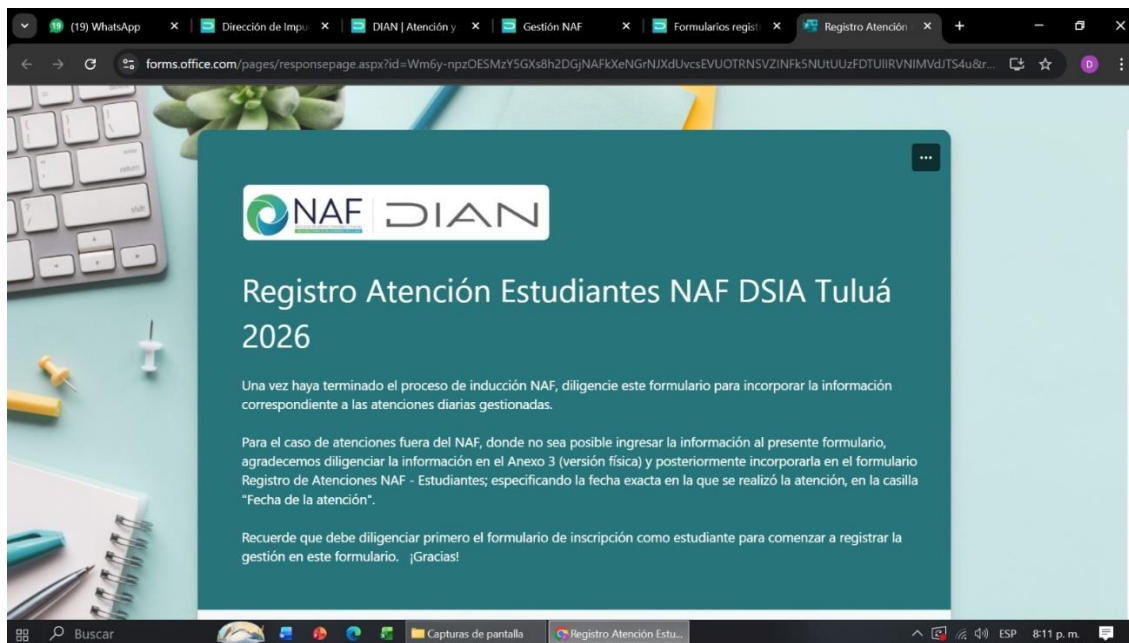 19 (19) WhatsApp
Dirección de Impu
DIAN | Atención y
Gestión NAF
Formularios regist
Registro Atención
forms.office.com/pages/responsepage.aspx?id=
D
NAF DIAN
Registro Atención Estudiantes NAF DSIA Tuluá
2026
Una vez haya terminado el proceso de inducción NAF, diligencie este formulario para incorporar la información
correspondiente a las atenciones diarias gestionadas.
Para el caso de atenciones fuera del NAF, donde no sea posible ingresar la información al presente formulario,
agradecemos diligenciar la información en el Anexo 3 (versión física) y posteriormente incorporarla en el formulario
Registro de Atenciones NAF - Estudiantes; especificando la fecha exacta en la que se realizó la atención, en la casilla
"Fecha de la atención".
Recuerde que debe diligenciar primero el formulario de inscripción como estudiante para comenzar a registrar la
gestión en este formulario. ¡Gracias!
Buscar
Capturas de pantalla
Registro Atención Estu...
ESP
8:11 p. m.